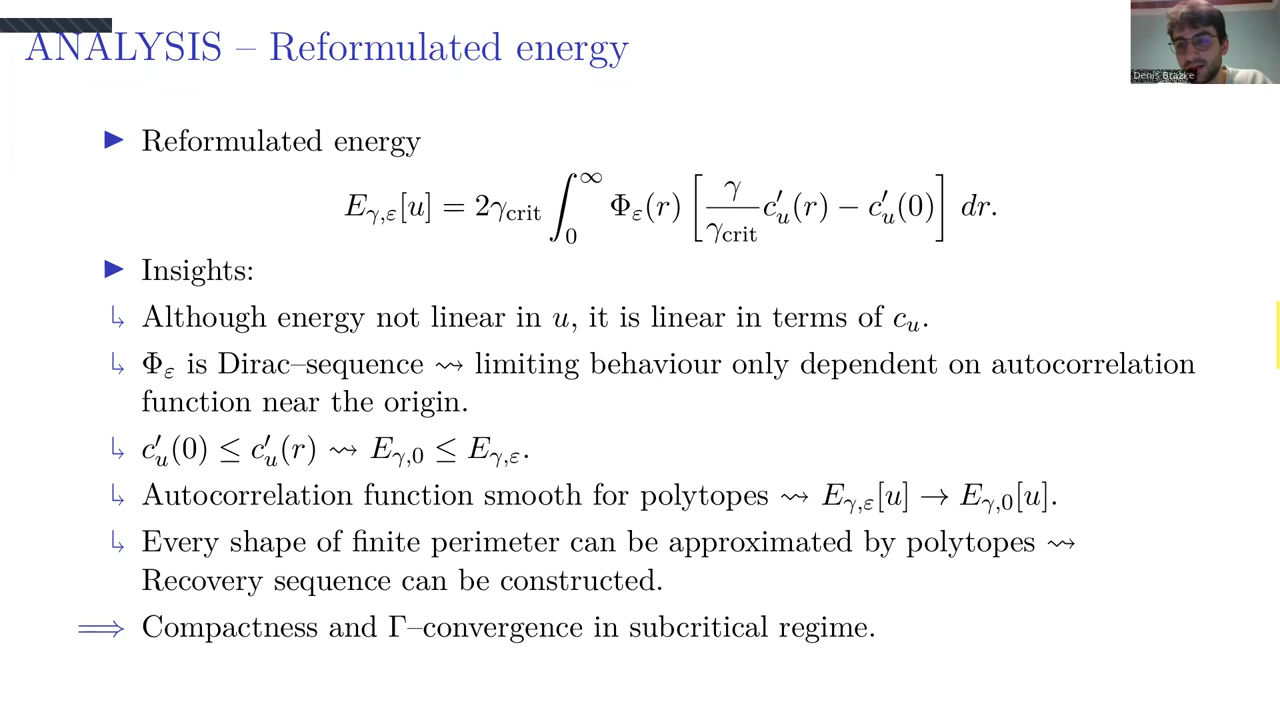 ANALYSIS – Reformulated energy
Denis Brazke
▶ Reformulated energy
E_{γ,ε}[u] = 2γ_{crit} ∫_0^∞ Φ_ε(r) [ γ/γ_{crit} c′_u(r) − c′_u(0) ] dr.
▶ Insights:
↳ Although energy not linear in u, it is linear in terms of c_u.
↳ Φ_ε is Dirac–sequence ⇝ limiting behaviour only dependent on autocorrelation
function near the origin.
↳ c′_u(0) ≤ c′_u(r) ⇝ E_{γ,0} ≤ E_{γ,ε}.
↳ Autocorrelation function smooth for polytopes ⇝ E_{γ,ε}[u] → E_{γ,0}[u].
↳ Every shape of finite perimeter can be approximated by polytopes ⇝
Recovery sequence can be constructed.
⟹ Compactness and Γ–convergence in subcritical regime.